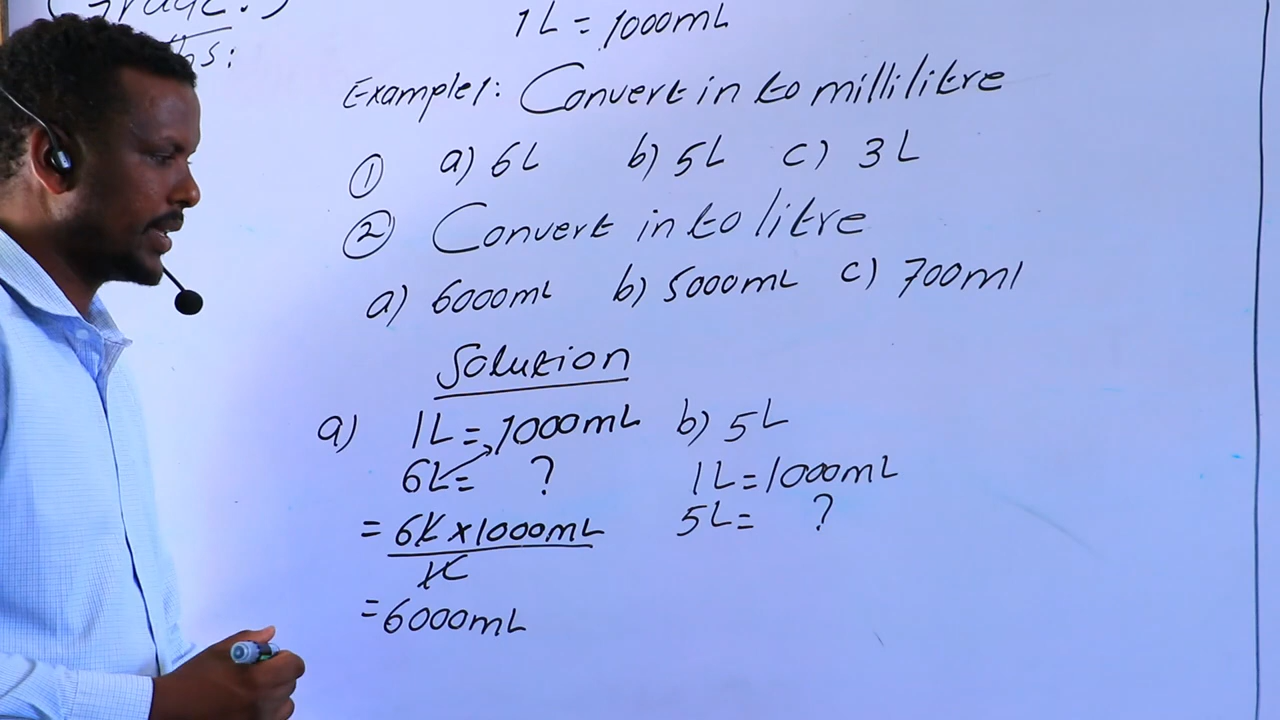 1L = 1000mL
Example1: Convert in to millilitre
① a) 6L b) 5L c) 3L
② Convert in to litre
a) 6000mL b) 5000mL c) 700ml
Solution
a) 1L = 1000mL b) 5L
6L = ? 1L = 1000mL
= 6L x 1000mL 5L = ?
1L
= 6000mL